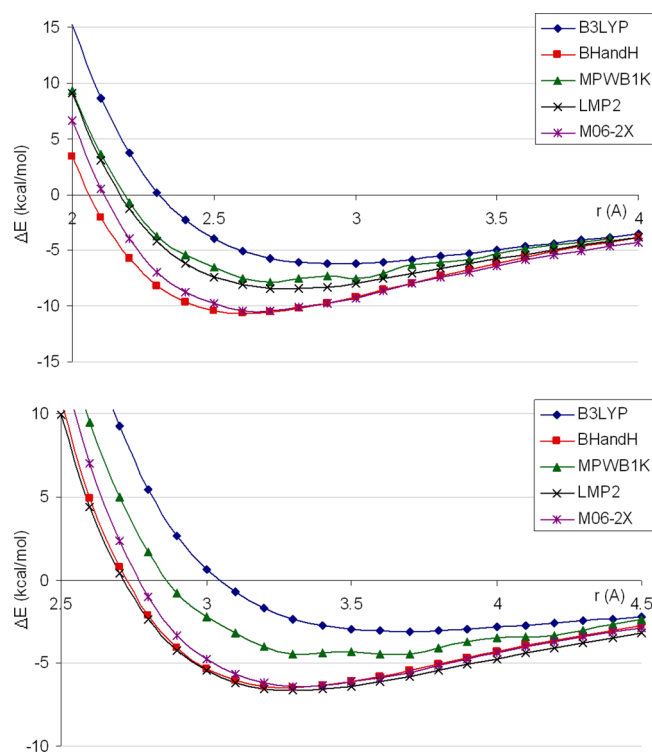 15
10
5
0
-5
-10
-15
2
2.5
3
3.5
4
ΔE (kcal/mol)
r (A)
B3LYP
BHandH
MPWB1K
LMP2
M06-2X
10
5
0
-5
-10
2.5
3
3.5
4
4.5
ΔE (kcal/mol)
r (A)
B3LYP
BHandH
MPWB1K
LMP2
M06-2X